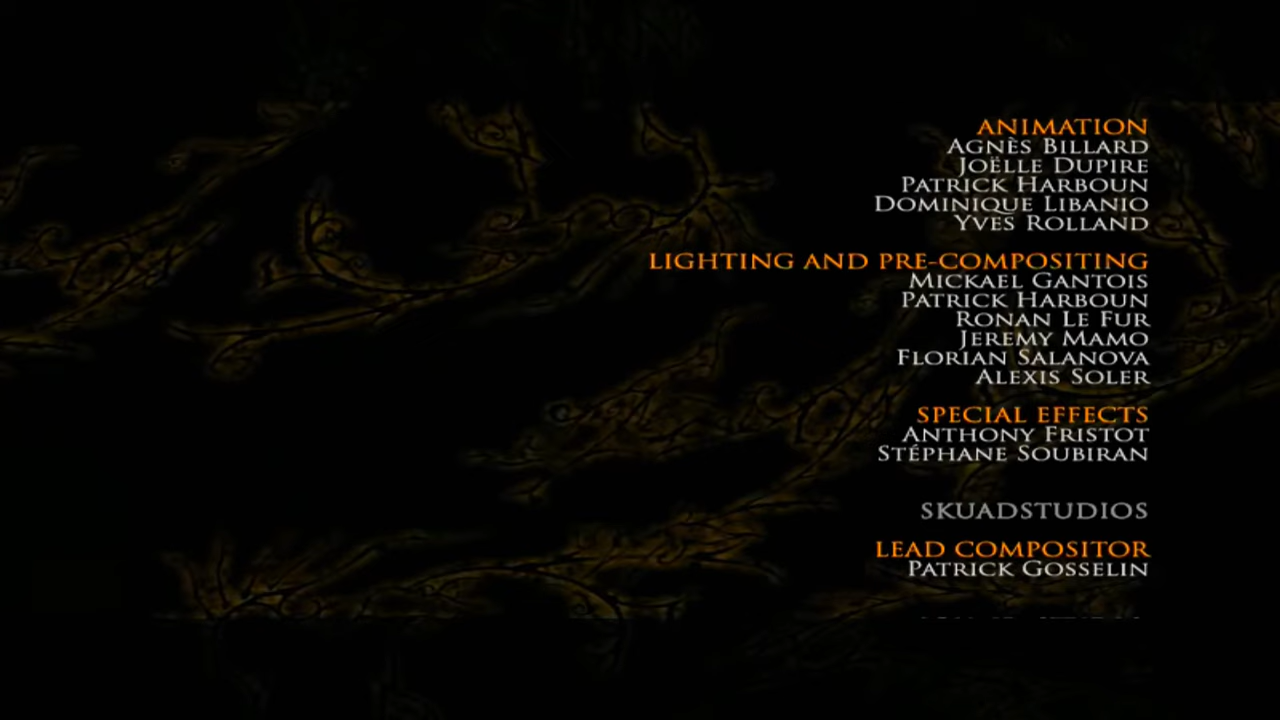 ANIMATION
AGNÈS BILLARD
JOËLLE DUPIRE
PATRICK HARBOUN
DOMINIQUE LIBANIO
YVES ROLLAND
LIGHTING AND PRE-COMPOSITING
MICKAEL GANTOIS
PATRICK HARBOUN
RONAN LE FUR
JEREMY MAMO
FLORIAN SALANOVA
ALEXIS SOLER
SPECIAL EFFECTS
ANTHONY FRISTOT
STÉPHANE SOUBIRAN
SKUADSTUDIOS
LEAD COMPOSITOR
PATRICK GOSSELIN